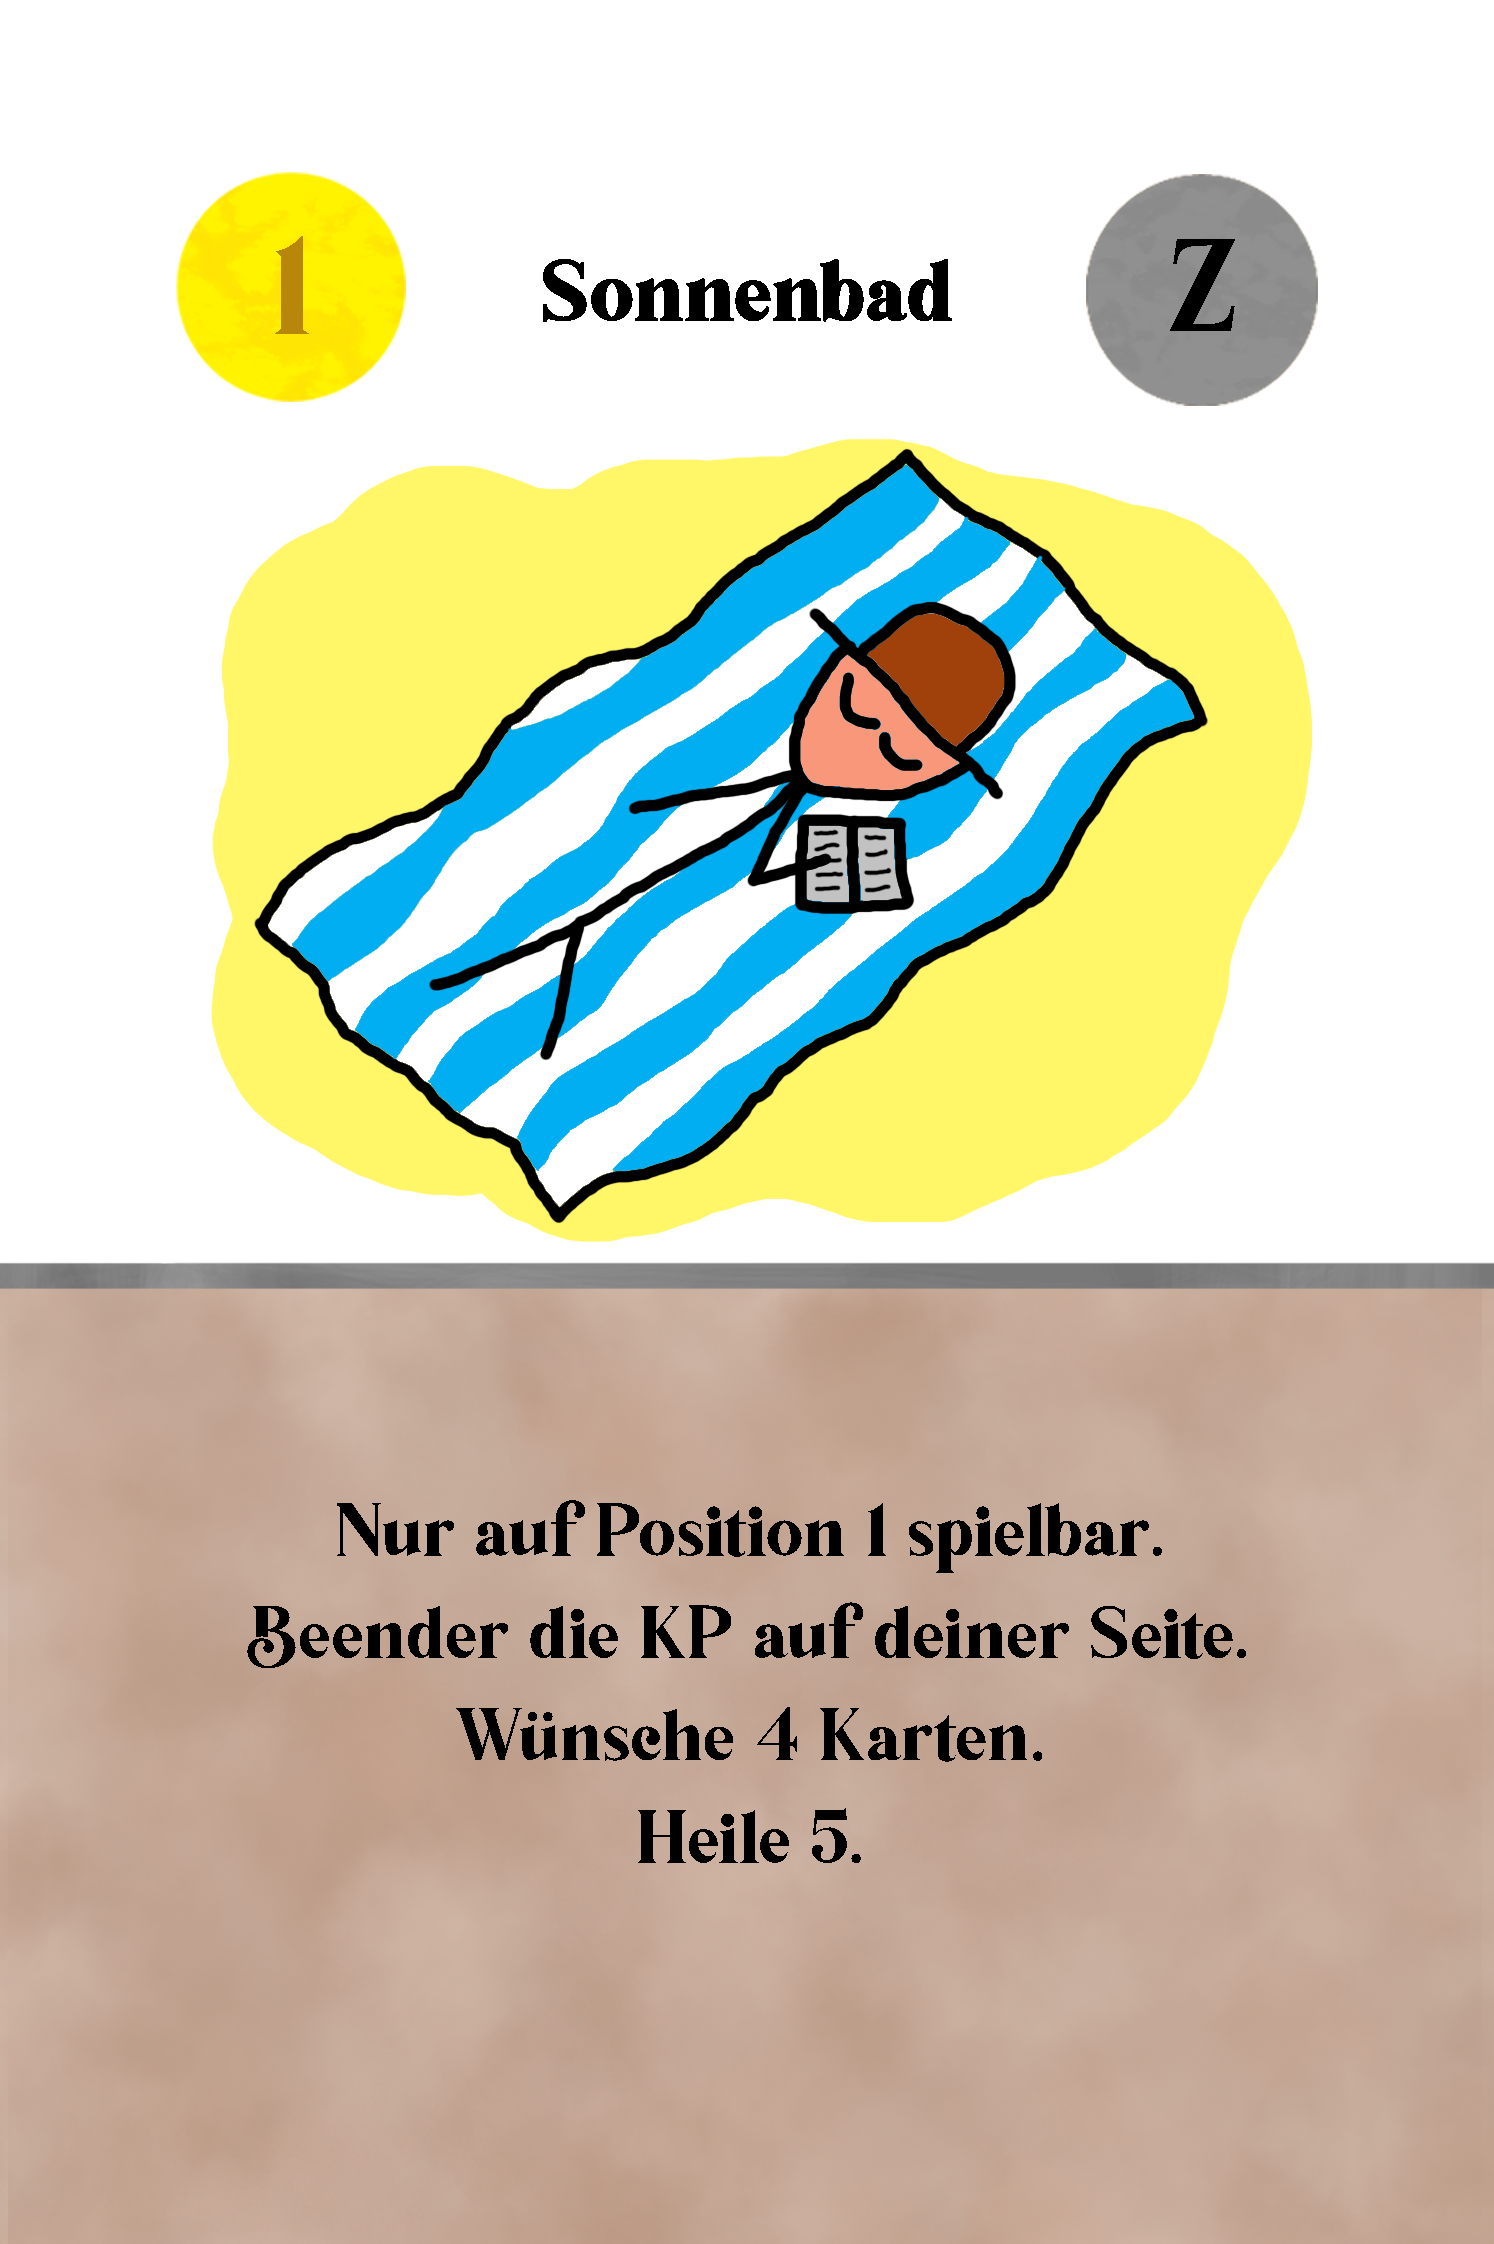 1
Sonnenbad
Z
Nur auf Position 1 spielbar.
Beender die KP auf deiner Seite.
Wünsche 4 Karten.
Heile 5.